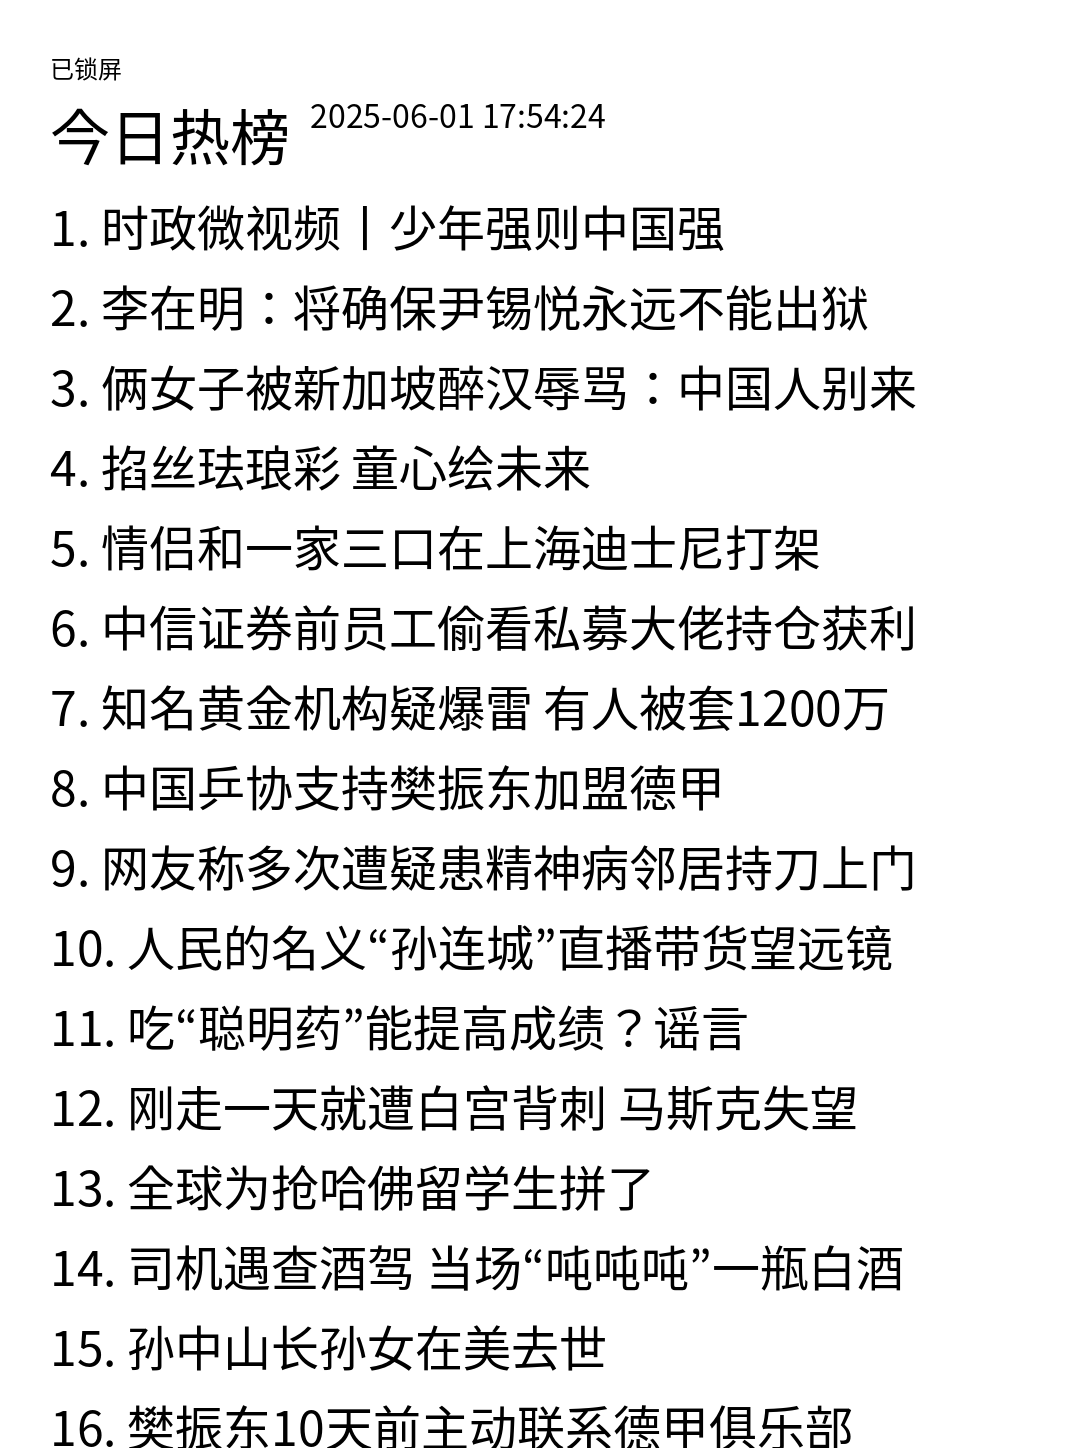 已锁屏
今日热榜 2025-06-01 17:54:24
1. 时政微视频丨少年强则中国强
2. 李在明：将确保尹锡悦永远不能出狱
3. 俩女子被新加坡醉汉辱骂：中国人别来
4. 掐丝珐琅彩 童心绘未来
5. 情侣和一家三口在上海迪士尼打架
6. 中信证券前员工偷看私募大佬持仓获利
7. 知名黄金机构疑爆雷 有人被套1200万
8. 中国乒协支持樊振东加盟德甲
9. 网友称多次遭疑患精神病邻居持刀上门
10. 人民的名义“孙连城”直播带货望远镜
11. 吃“聪明药”能提高成绩？谣言
12. 刚走一天就遭白宫背刺 马斯克失望
13. 全球为抢哈佛留学生拼了
14. 司机遇查酒驾 当场“吨吨吨”一瓶白酒
15. 孙中山长孙女在美去世
16. 樊振东10天前主动联系德甲俱乐部